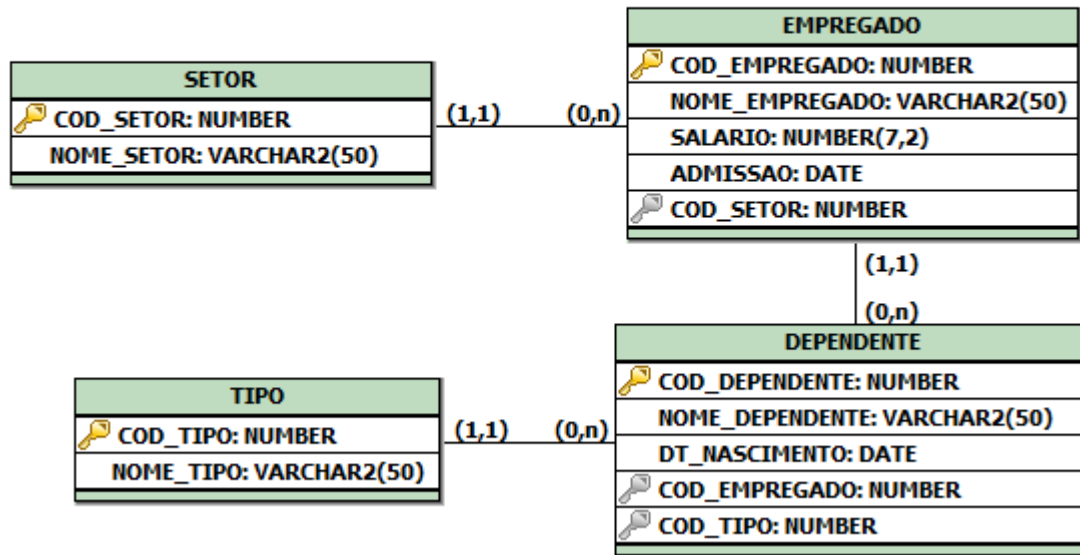 SETOR
COD_SETOR: NUMBER
NOME_SETOR: VARCHAR2(50)
(1,1)
(0,n)
EMPREGADO
COD_EMPREGADO: NUMBER
NOME_EMPREGADO: VARCHAR2(50)
SALARIO: NUMBER(7,2)
ADMISSAO: DATE
COD_SETOR: NUMBER
(1,1)
(0,n)
TIPO
COD_TIPO: NUMBER
NOME_TIPO: VARCHAR2(50)
(1,1)
(0,n)
DEPENDENTE
COD_DEPENDENTE: NUMBER
NOME_DEPENDENTE: VARCHAR2(50)
DT_NASCIMENTO: DATE
COD_EMPREGADO: NUMBER
COD_TIPO: NUMBER